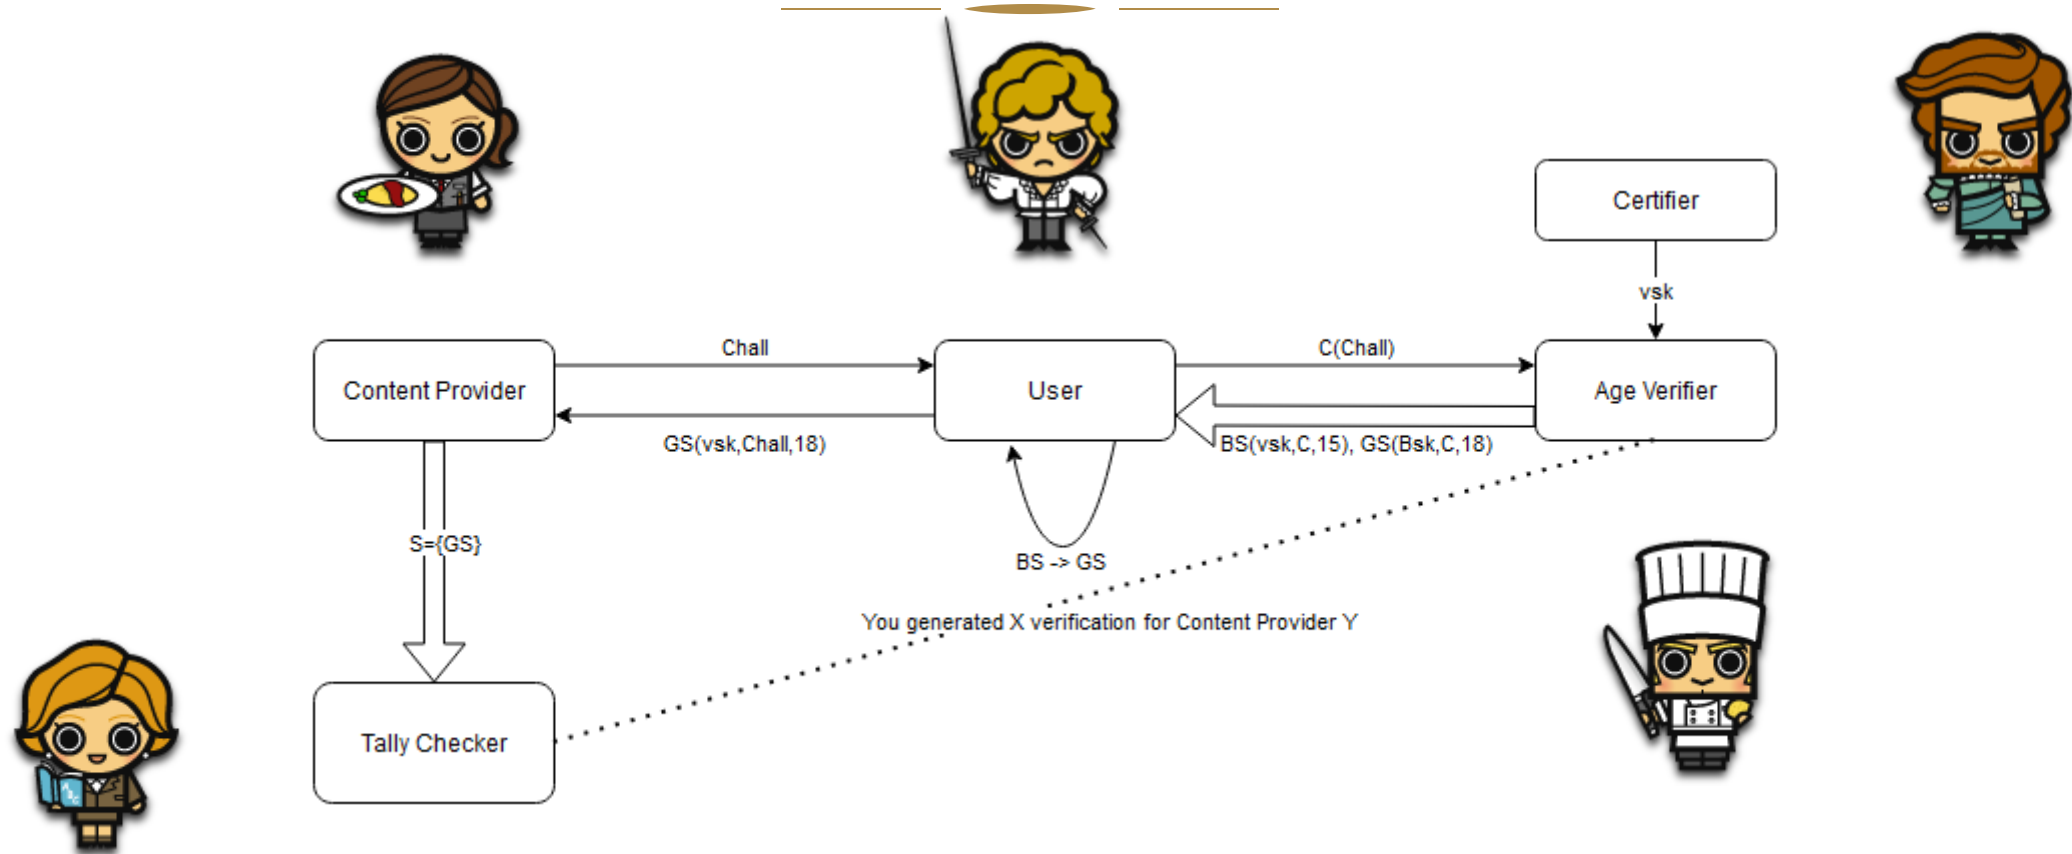 Certifier
vsk
Chall
C(Chall)
Content Provider
User
Age Verifier
GS(vsk,Chall,18)
BS(vsk,C,15), GS(Bsk,C,18)
S={GS}
BS -> GS
You generated X verification for Content Provider Y
Tally Checker